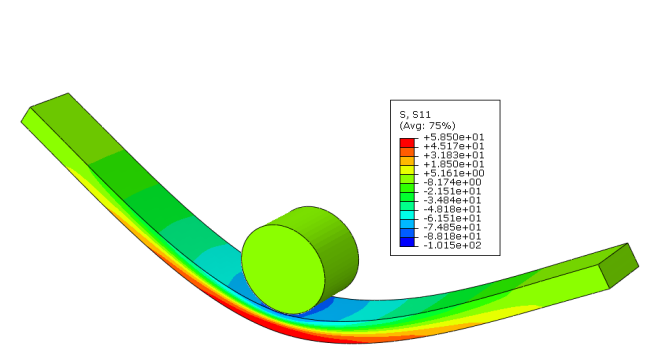 S, S11
(Avg: 75%)
+5.850e+01
+4.517e+01
+3.183e+01
+1.850e+01
+5.161e+00
-8.174e+00
-2.151e+01
-3.484e+01
-4.818e+01
-6.151e+01
-7.485e+01
-8.818e+01
-1.015e+02